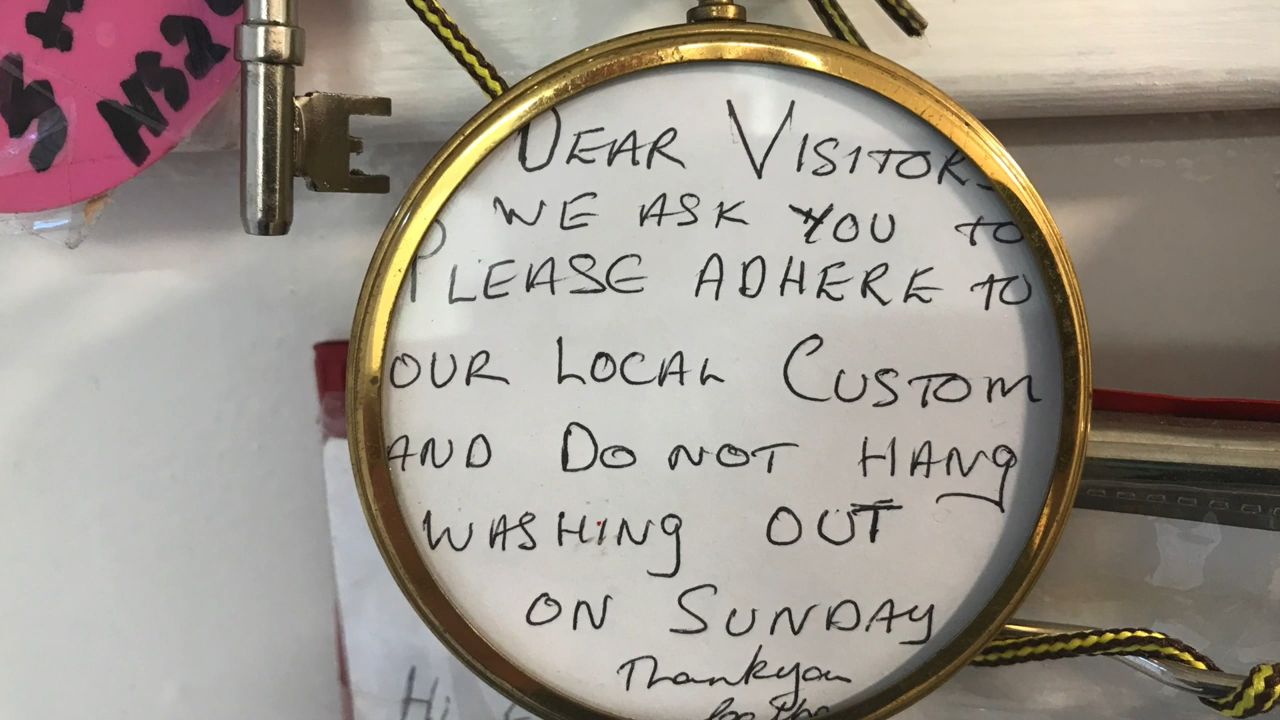 DEAR VISITOR
WE ASK YOU TO
PLEASE ADHERE TO
OUR LOCAL CUSTOM
AND DO NOT HANG
WASHING OUT
ON SUNDAY
Thankyou
Hi